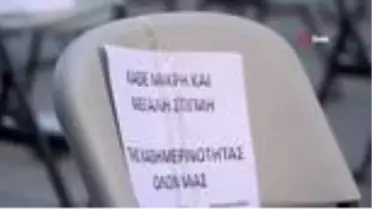 ΚΑΘΕ ΜΙΚΡΗ ΚΑΙ
ΜΕΓΑΛΗ ΣΤΙΓΜΗ
ΤΗΣ ΚΑΘΗΜΕΡΙΝΟΤΗΤΑΣ
ΟΛΩΝ ΜΑΣ